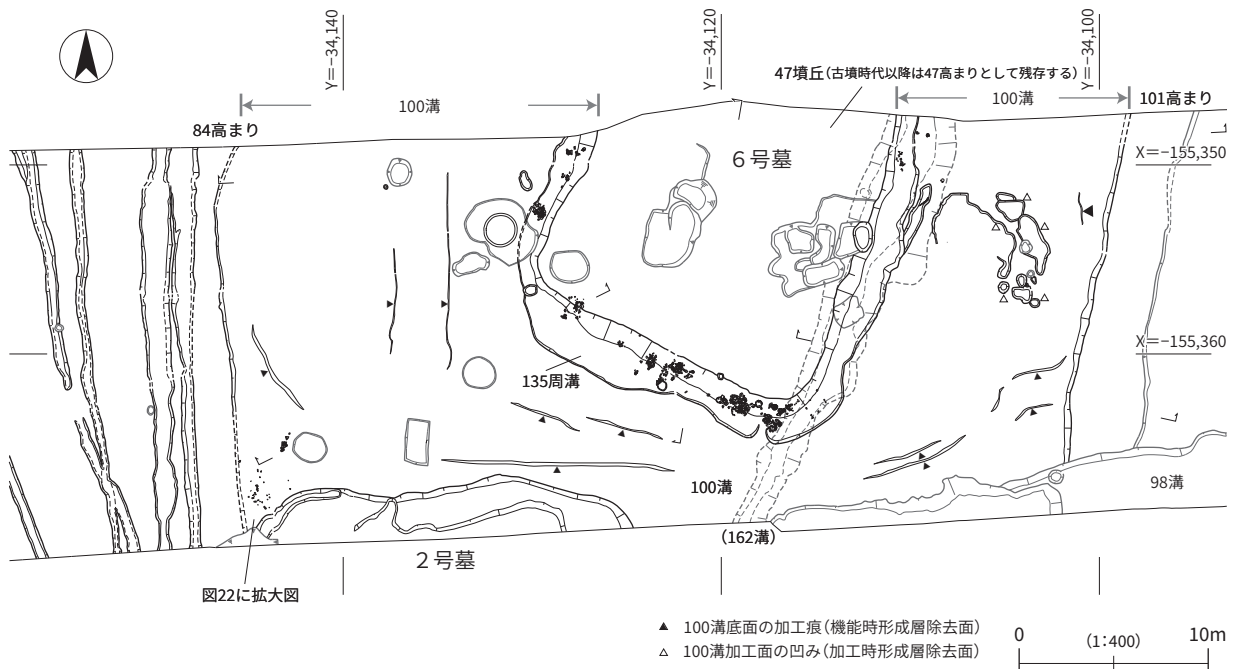 Y=−34,140
Y=−34,120
Y=−34,100
47墳丘（古墳時代以降は47高まりとして残存する）
100溝
100溝
101高まり
84高まり
X=−155,350
6号墓
X=−155,360
135周溝
100溝
98溝
（162溝）
2号墓
図22に拡大図
▲ 100溝底面の加工痕（機能時形成層除去面）
△ 100溝加工面の凹み（加工時形成層除去面）
0 （1:400） 10m